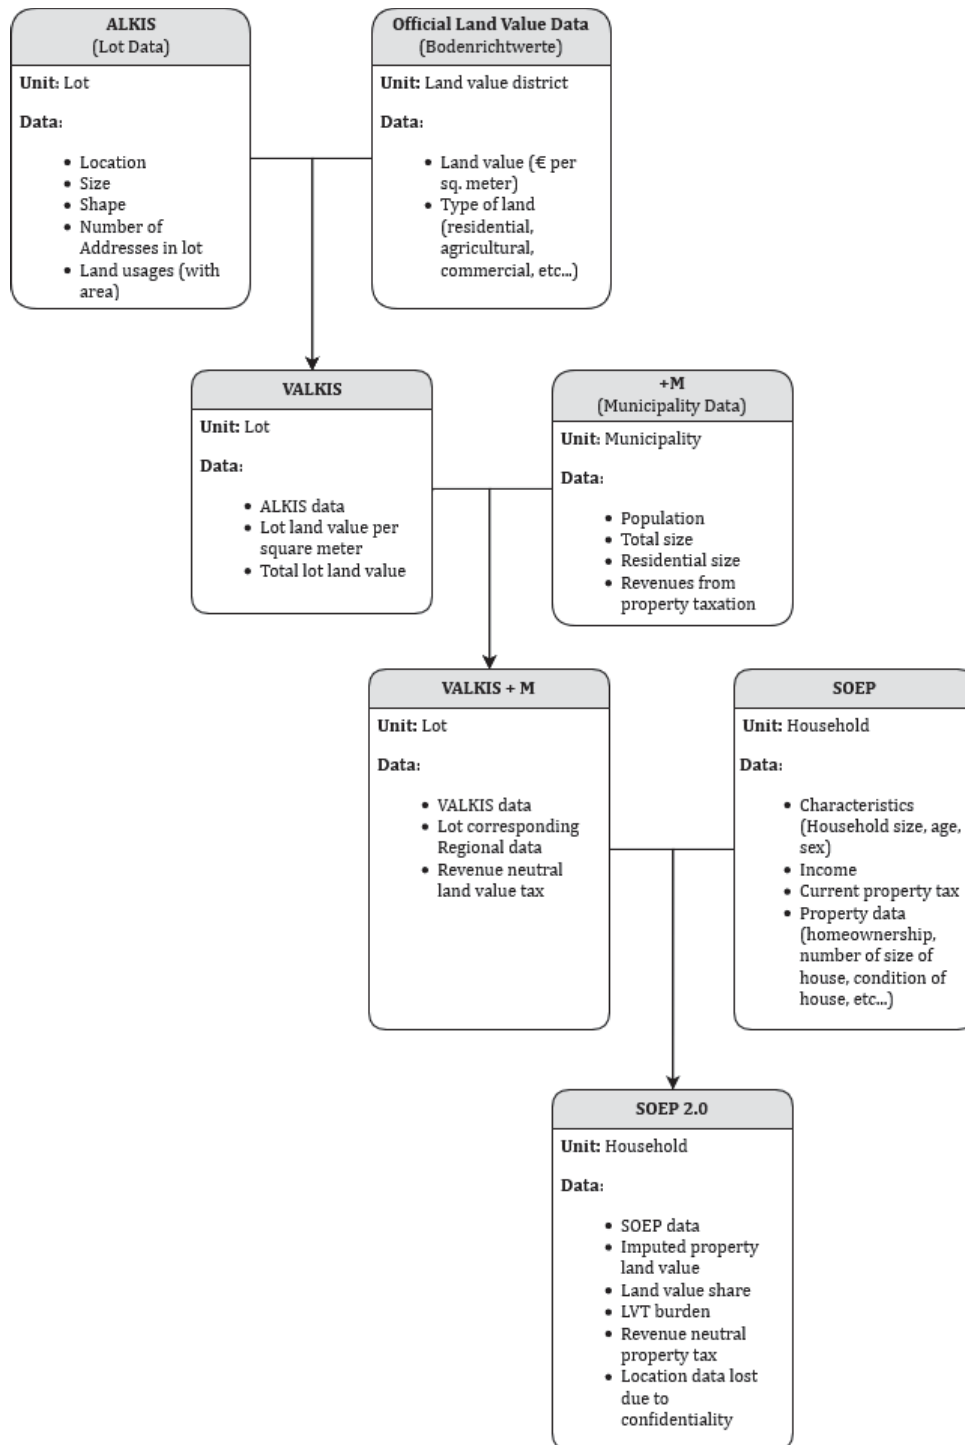 ALKIS
(Lot Data)
Unit: Lot
Data:
• Location
• Size
• Shape
• Number of
Addresses in lot
• Land usages (with
area)
Official Land Value Data
(Bodenrichtwerte)
Unit: Land value district
Data:
• Land value (€ per
sq. meter)
• Type of land
(residential,
agricultural,
commercial, etc...)
VALKIS
Unit: Lot
Data:
• ALKIS data
• Lot land value per
square meter
• Total lot land value
+M
(Municipality Data)
Unit: Municipality
Data:
• Population
• Total size
• Residential size
• Revenues from
property taxation
VALKIS + M
Unit: Lot
Data:
• VALKIS data
• Lot corresponding
Regional data
• Revenue neutral
land value tax
SOEP
Unit: Household
Data:
• Characteristics
(Household size, age,
sex)
• Income
• Current property tax
• Property data
(homeownership,
number of size of
house, condition of
house, etc...)
SOEP 2.0
Unit: Household
Data:
• SOEP data
• Imputed property
land value
• Land value share
• LVT burden
• Revenue neutral
property tax
• Location data lost
due to
confidentiality